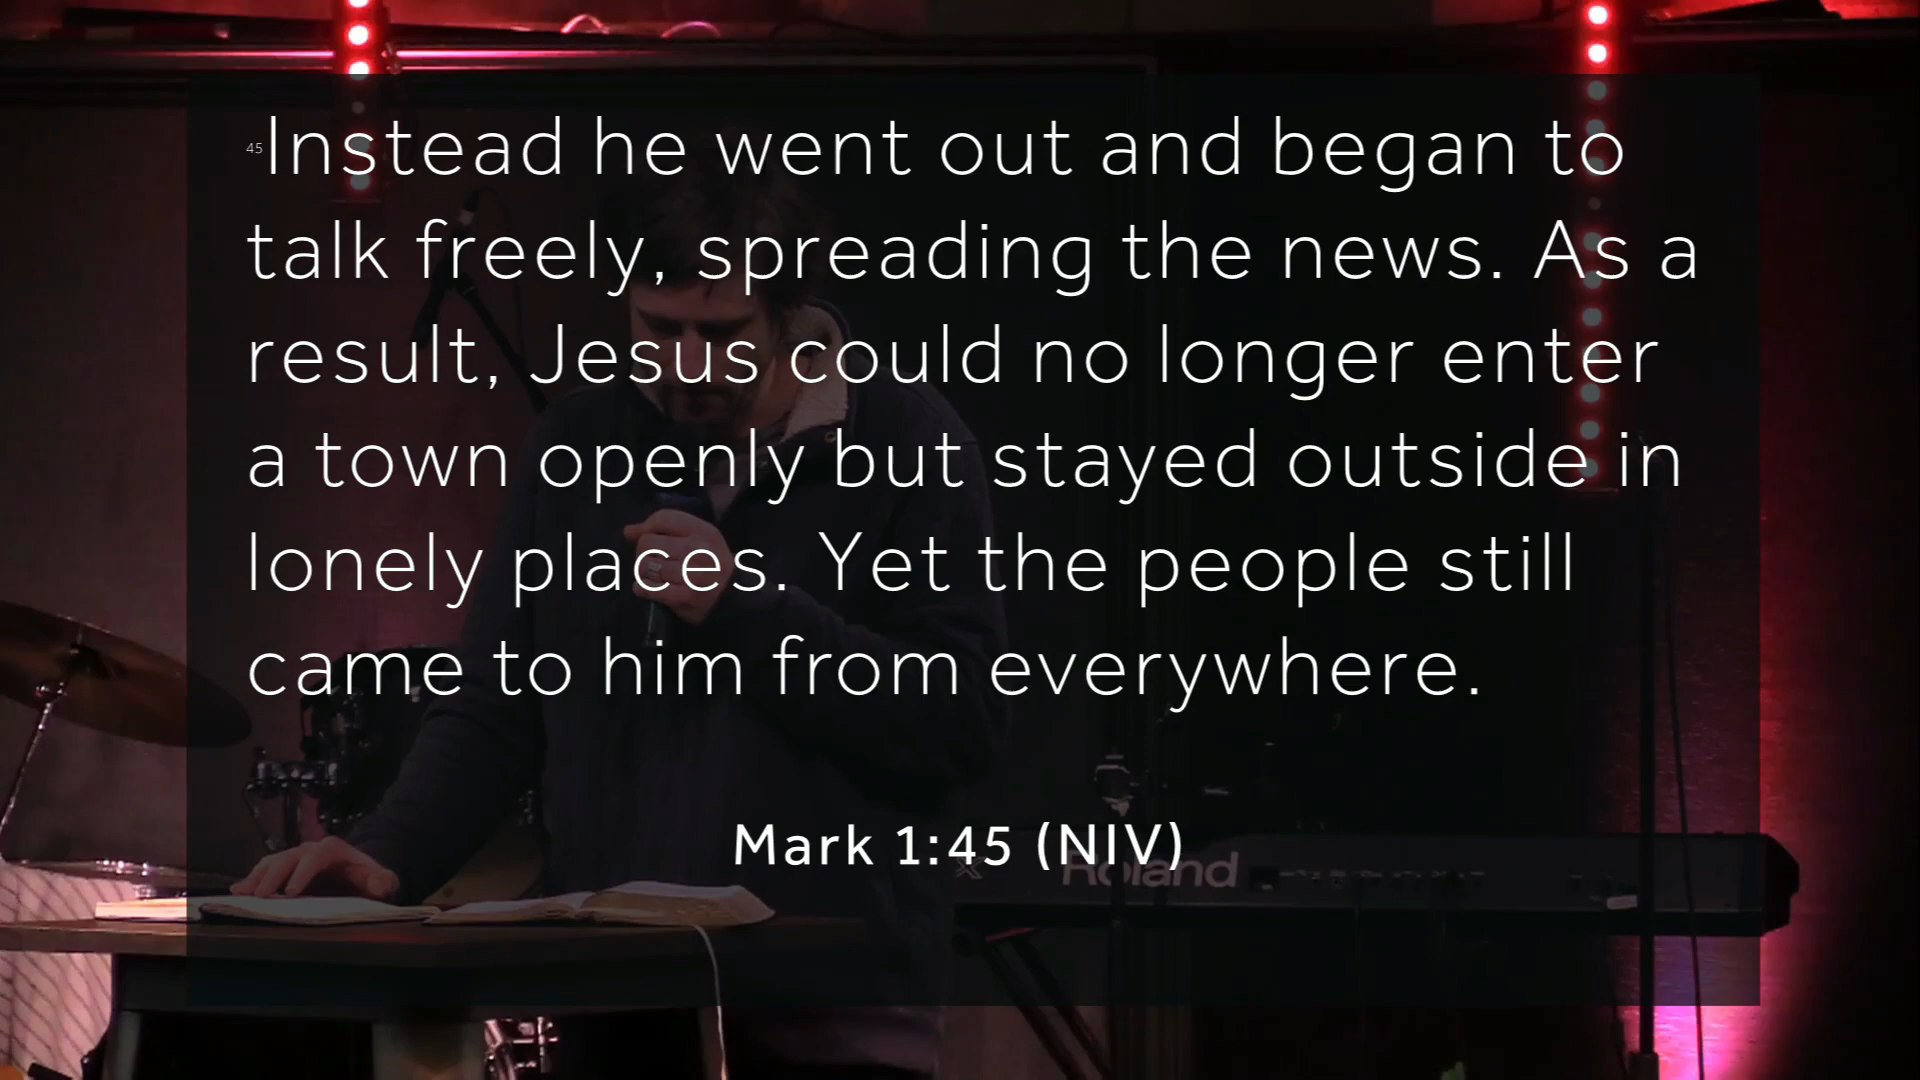 45Instead he went out and began to
talk freely, spreading the news. As a
result, Jesus could no longer enter
a town openly but stayed outside in
lonely places. Yet the people still
came to him from everywhere.
Mark 1:45 (NIV)
Roland